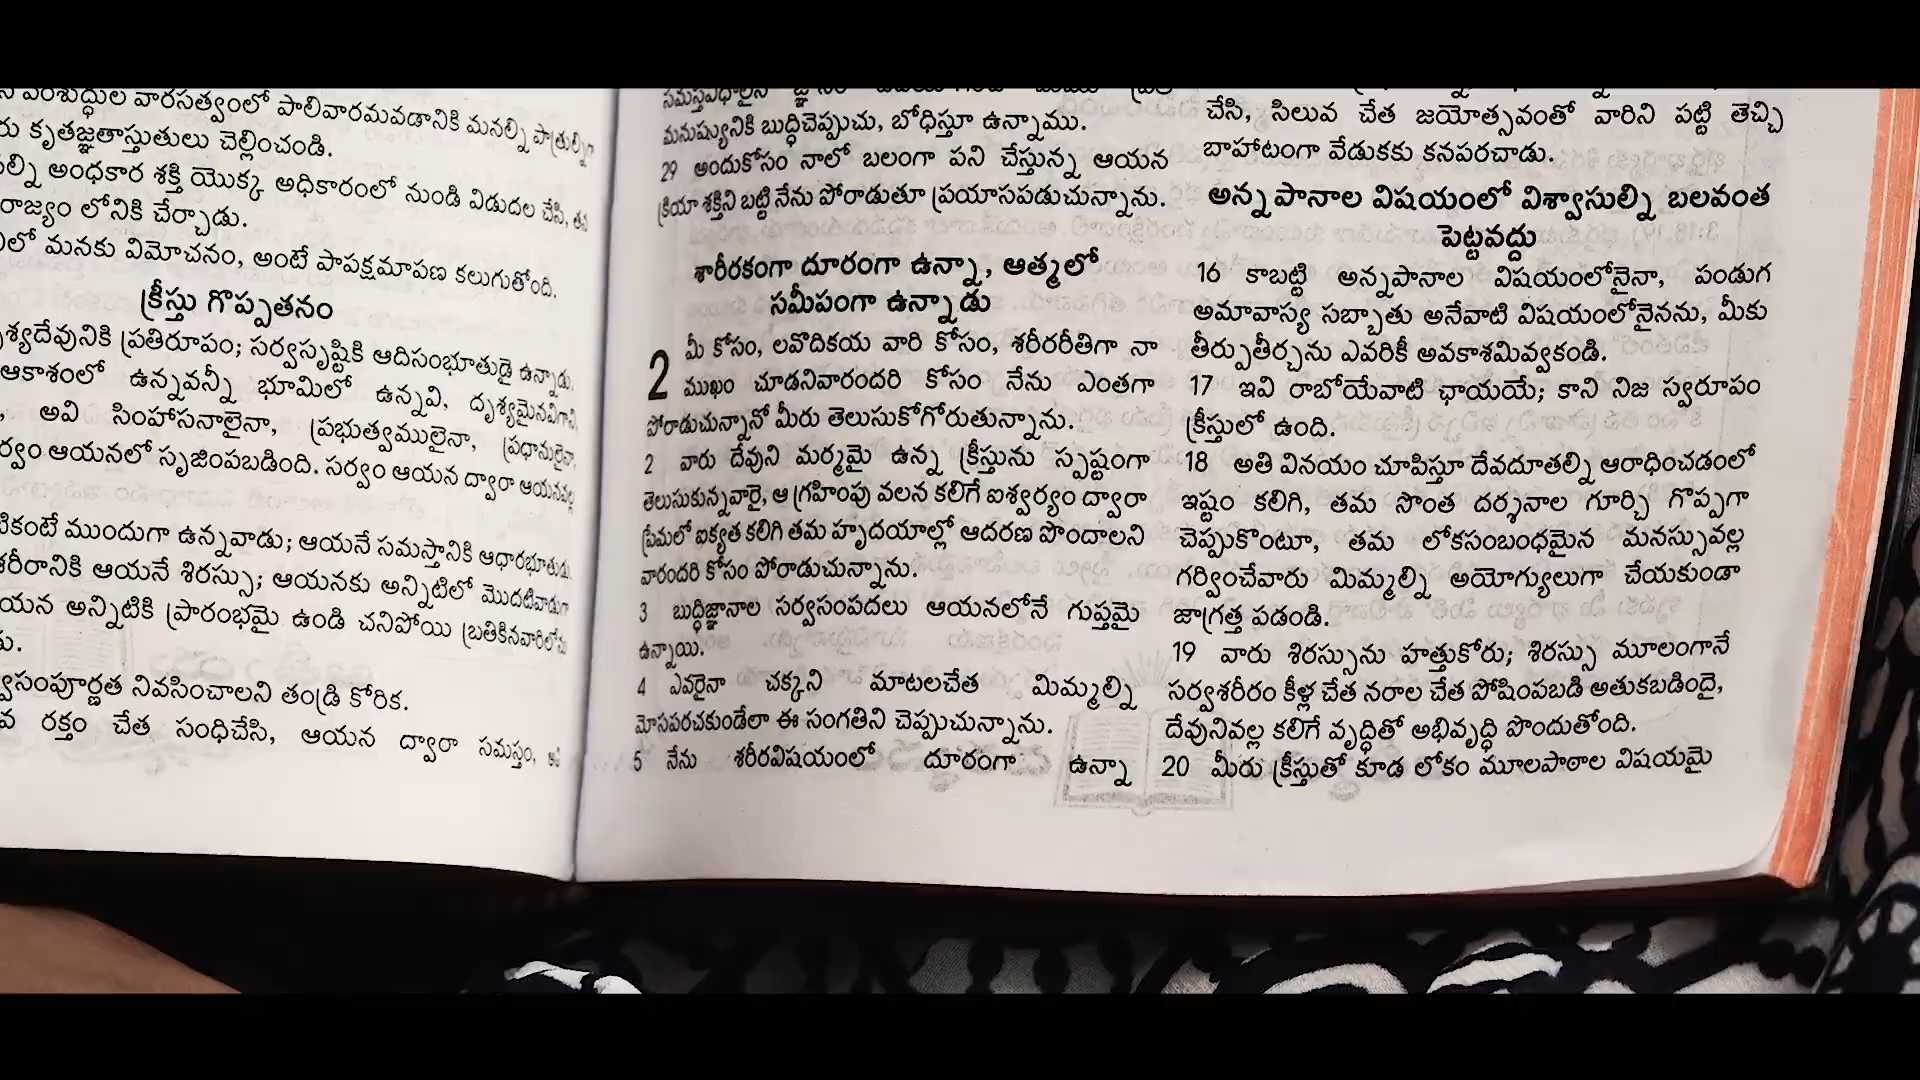 వారసత్వంలో పాలివారమవడానికి మనల్ని పాత్రుల్నిగా
రు కృతజ్ఞతాస్తుతులు చెల్లించండి.
అంధకార శక్తి యొక్క అధికారంలో నుండి విడుదల చేసి, తన
రాజ్యం లోనికి చేర్చాడు.
మనకు విమోచనం, అంటే పాపక్షమాపణ కలుగుతోంది.
క్రీస్తు గొప్పతనం
శ్యదేవునికి ప్రతిరూపం; సర్వసృష్టికి ఆదిసంభూతుడై ఉన్నాడు.
ఆకాశంలో ఉన్నవన్నీ భూమిలో ఉన్నవి, దృశ్యమైనవిగాని
అవి సింహాసనాలైనా, ప్రభుత్వములైనా, ప్రధానులైనా,
ర్వం ఆయనలో సృజింపబడింది. సర్వం ఆయన ద్వారా ఆయనవల్ల
టికంటే ముందుగా ఉన్నవాడు; ఆయనే సమస్తానికి ఆధారభూతుడు.
శరీరానికి ఆయనే శిరస్సు; ఆయనకు అన్నిటిలో మొదటివాడుగా
యన అన్నిటికి ప్రారంభమై ఉండి చనిపోయి బ్రతికినవారిలోను
డు.
నివసించాలని తండ్రి కోరిక.
వ రక్తం చేత సంధిచేసి, ఆయన ద్వారా సమస్తం,
సమస్తవిధాలైన
మనుష్యునికి బుద్ధిచెప్పుచు, బోధిస్తూ ఉన్నాము.
29 అందుకోసం నాలో బలంగా పని చేస్తున్న ఆయన
క్రియా శక్తిని బట్టి నేను పోరాడుతూ ప్రయాసపడుచున్నాను.
శారీరకంగా దూరంగా ఉన్నా, ఆత్మలో
సమీపంగా ఉన్నాడు
2 మీ కోసం, లవొదికయ వారి కోసం, శరీరరీతిగా నా
ముఖం చూడనివారందరి కోసం నేను ఎంతగా
పోరాడుచున్నానో మీరు తెలుసుకోగోరుతున్నాను.
2 వారు దేవుని మర్మమై ఉన్న క్రీస్తును స్పష్టంగా
తెలుసుకున్నవారై, ఆ గ్రహింపు వలన కలిగే ఐశ్వర్యం ద్వారా
ప్రేమలో ఐక్యత కలిగి తమ హృదయాల్లో ఆదరణ పొందాలని
వారందరి కోసం పోరాడుచున్నాను.
3 బుద్ధిజ్ఞానాల సర్వసంపదలు ఆయనలోనే గుప్తమై
ఉన్నాయి.
4 ఎవరైనా చక్కని మాటలచేత మిమ్మల్ని
మోసపరచకుండేలా ఈ సంగతిని చెప్పుచున్నాను.
5 నేను శరీరవిషయంలో దూరంగా ఉన్నా
చేసి, సిలువ చేత జయోత్సవంతో వారిని పట్టి తెచ్చి
బాహాటంగా వేడుకకు కనపరచాడు.
అన్నపానాల విషయంలో విశ్వాసుల్ని బలవంత
పెట్టవద్దు
16 కాబట్టి అన్నపానాల విషయంలోనైనా, పండుగ
అమావాస్య సబ్బాతు అనేవాటి విషయంలోనైనను, మీకు
తీర్పుతీర్చను ఎవరికీ అవకాశమివ్వకండి.
17 ఇవి రాబోయేవాటి ఛాయయే; కాని నిజ స్వరూపం
క్రీస్తులో ఉంది.
18 అతి వినయం చూపిస్తూ దేవదూతల్ని ఆరాధించడంలో
ఇష్టం కలిగి, తమ సొంత దర్శనాల గూర్చి గొప్పగా
చెప్పుకొంటూ, తమ లోకసంబంధమైన మనస్సువల్ల
గర్వించేవారు మిమ్మల్ని అయోగ్యులుగా చేయకుండా
జాగ్రత్త పడండి.
19 వారు శిరస్సును హత్తుకోరు; శిరస్సు మూలంగానే
సర్వశరీరం కీళ్ల చేత నరాల చేత పోషింపబడి అతుకబడిందై,
దేవునివల్ల కలిగే వృద్ధితో అభివృద్ధి పొందుతోంది.
20 మీరు క్రీస్తుతో కూడ లోకం మూలపాఠాల విషయమై